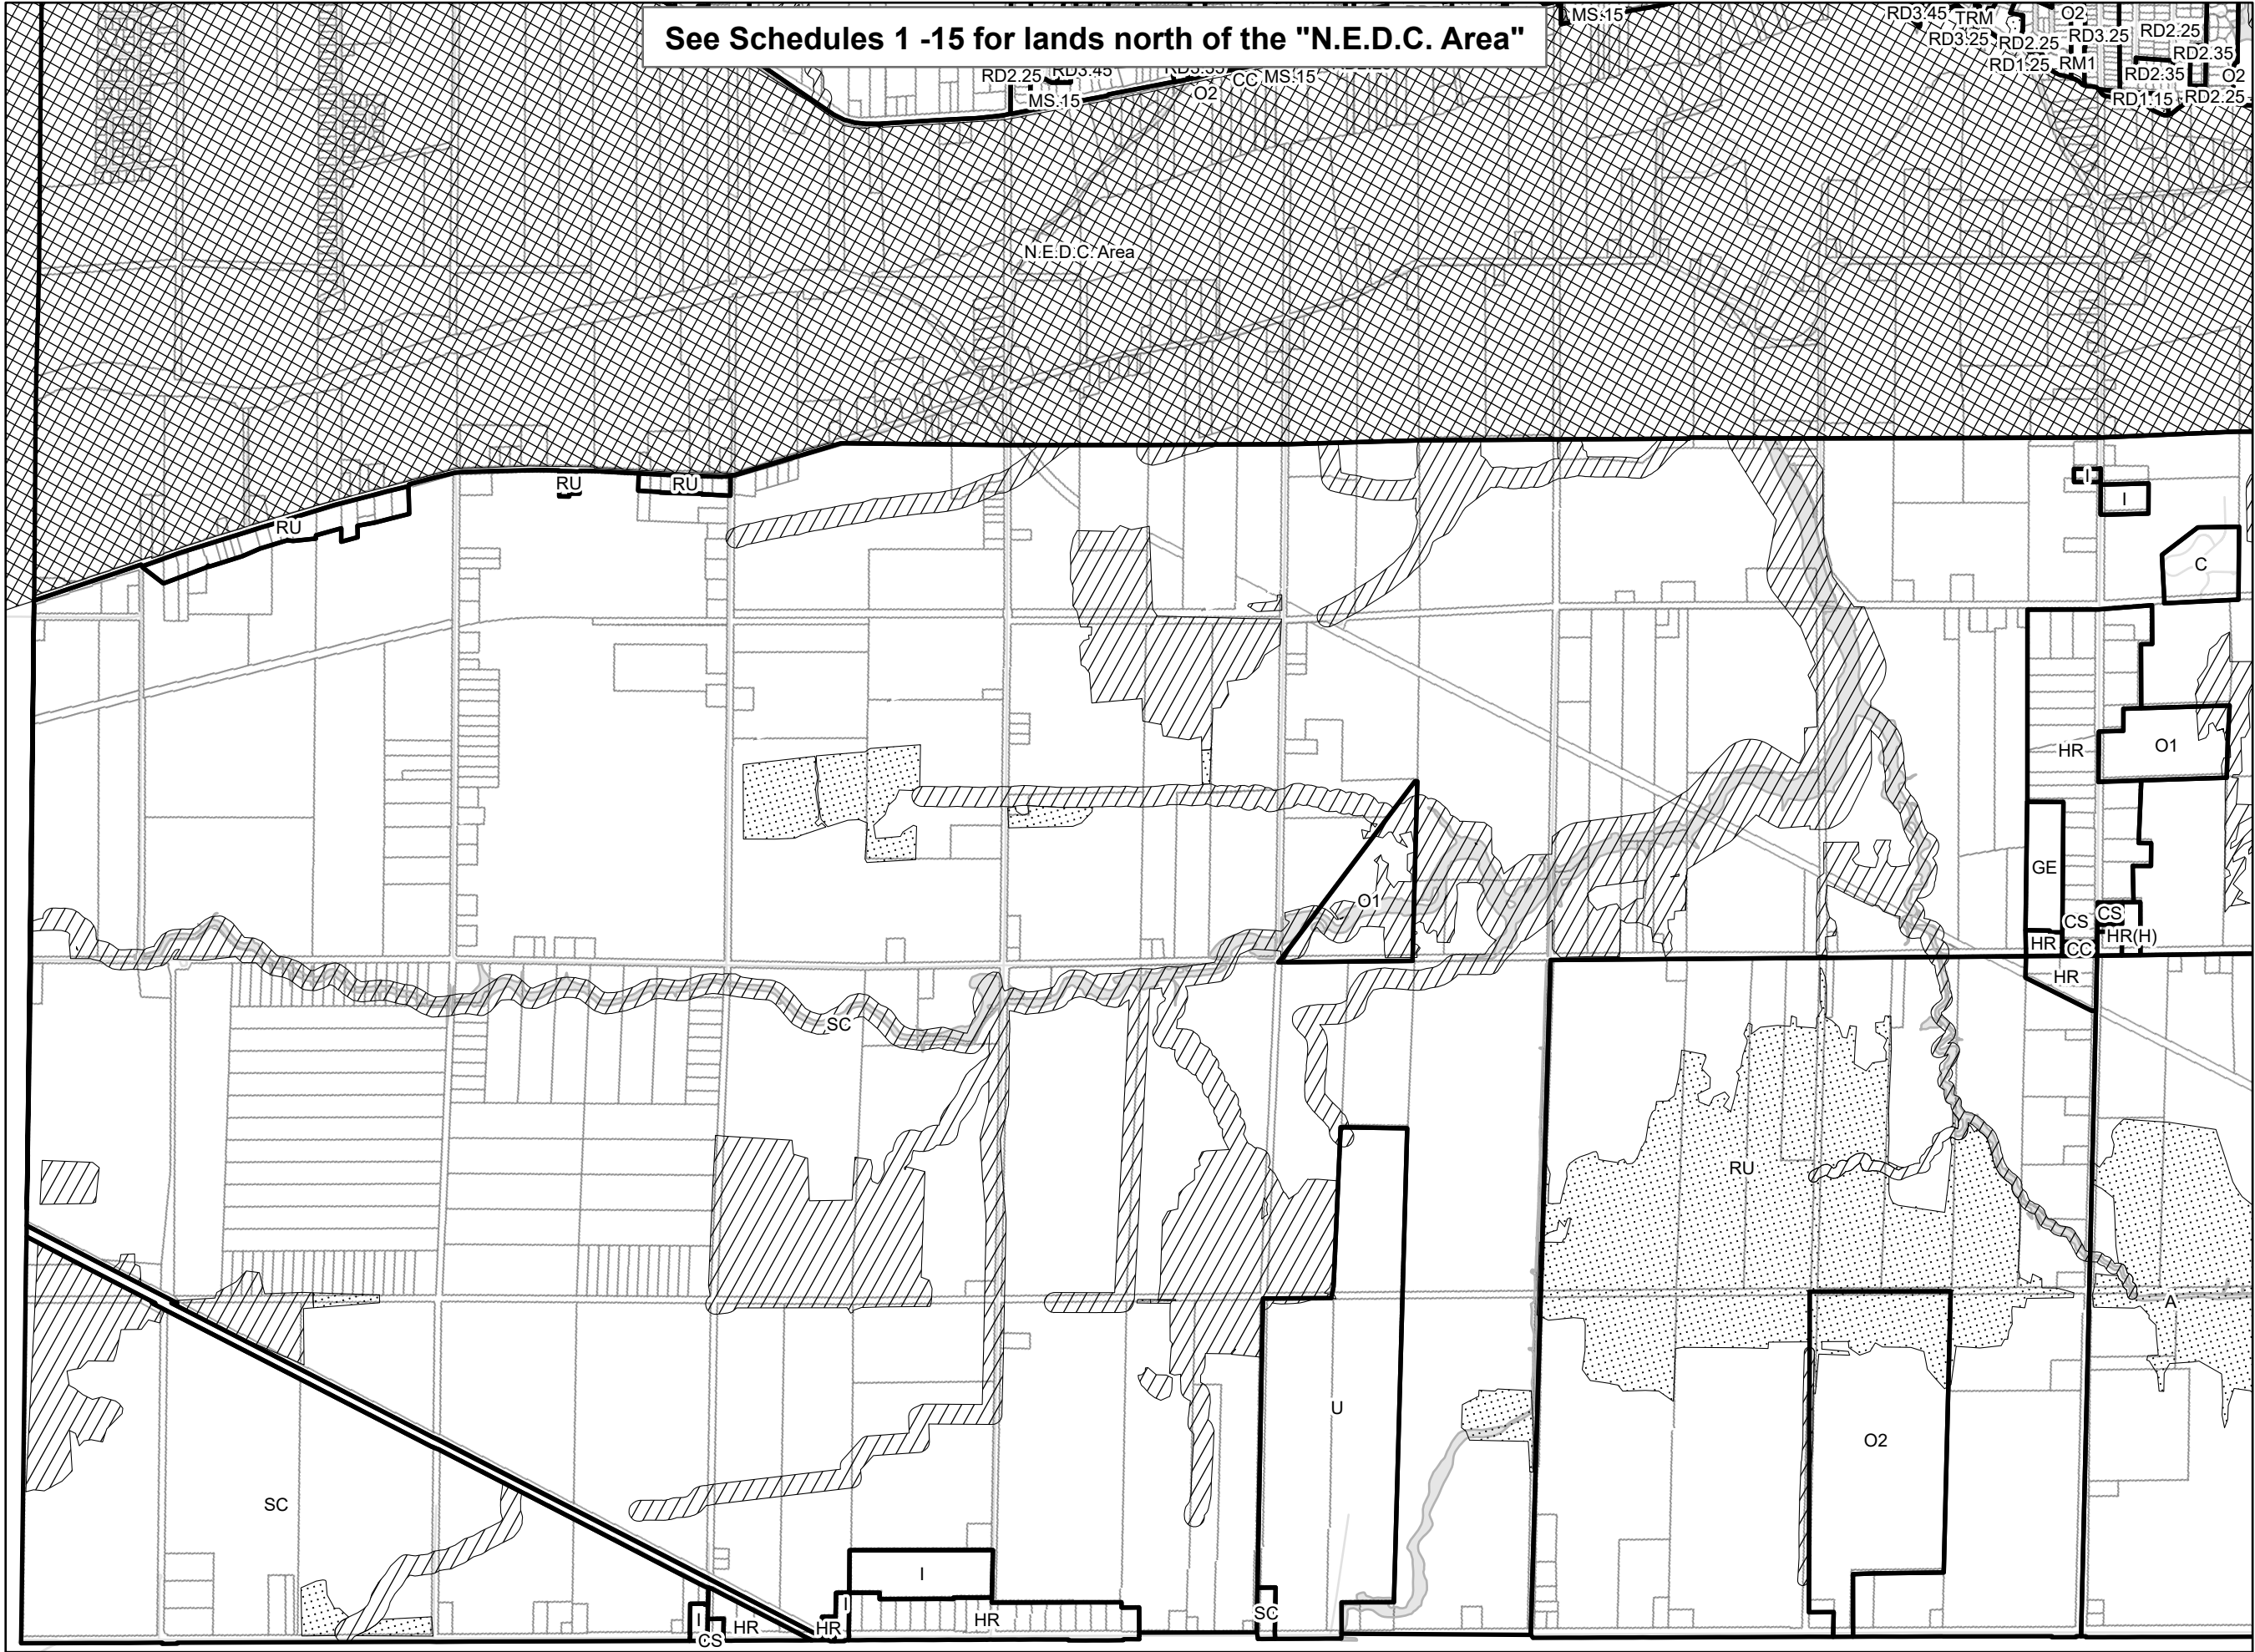 See Schedules 1 -15 for lands north of the "N.E.D.C. Area"
MS.15
RD3.45
TRM
O2
RD3.25
RD2.25
RD3.25
RD2.25
RD2.35
RD1.25
RM1
RD2.35
O2
RD1.15
RD2.25
RD2.25
RD3.45
CC
MS.15
MS.15
O2
N.E.D.C. Area
RU
RU
RU
I
I
C
HR
O1
GE
O1
CS
CS
HR
CC
HR(H)
HR
SC
RU
A
U
O2
SC
I
I
I
HR
HR
HR
SC
CS